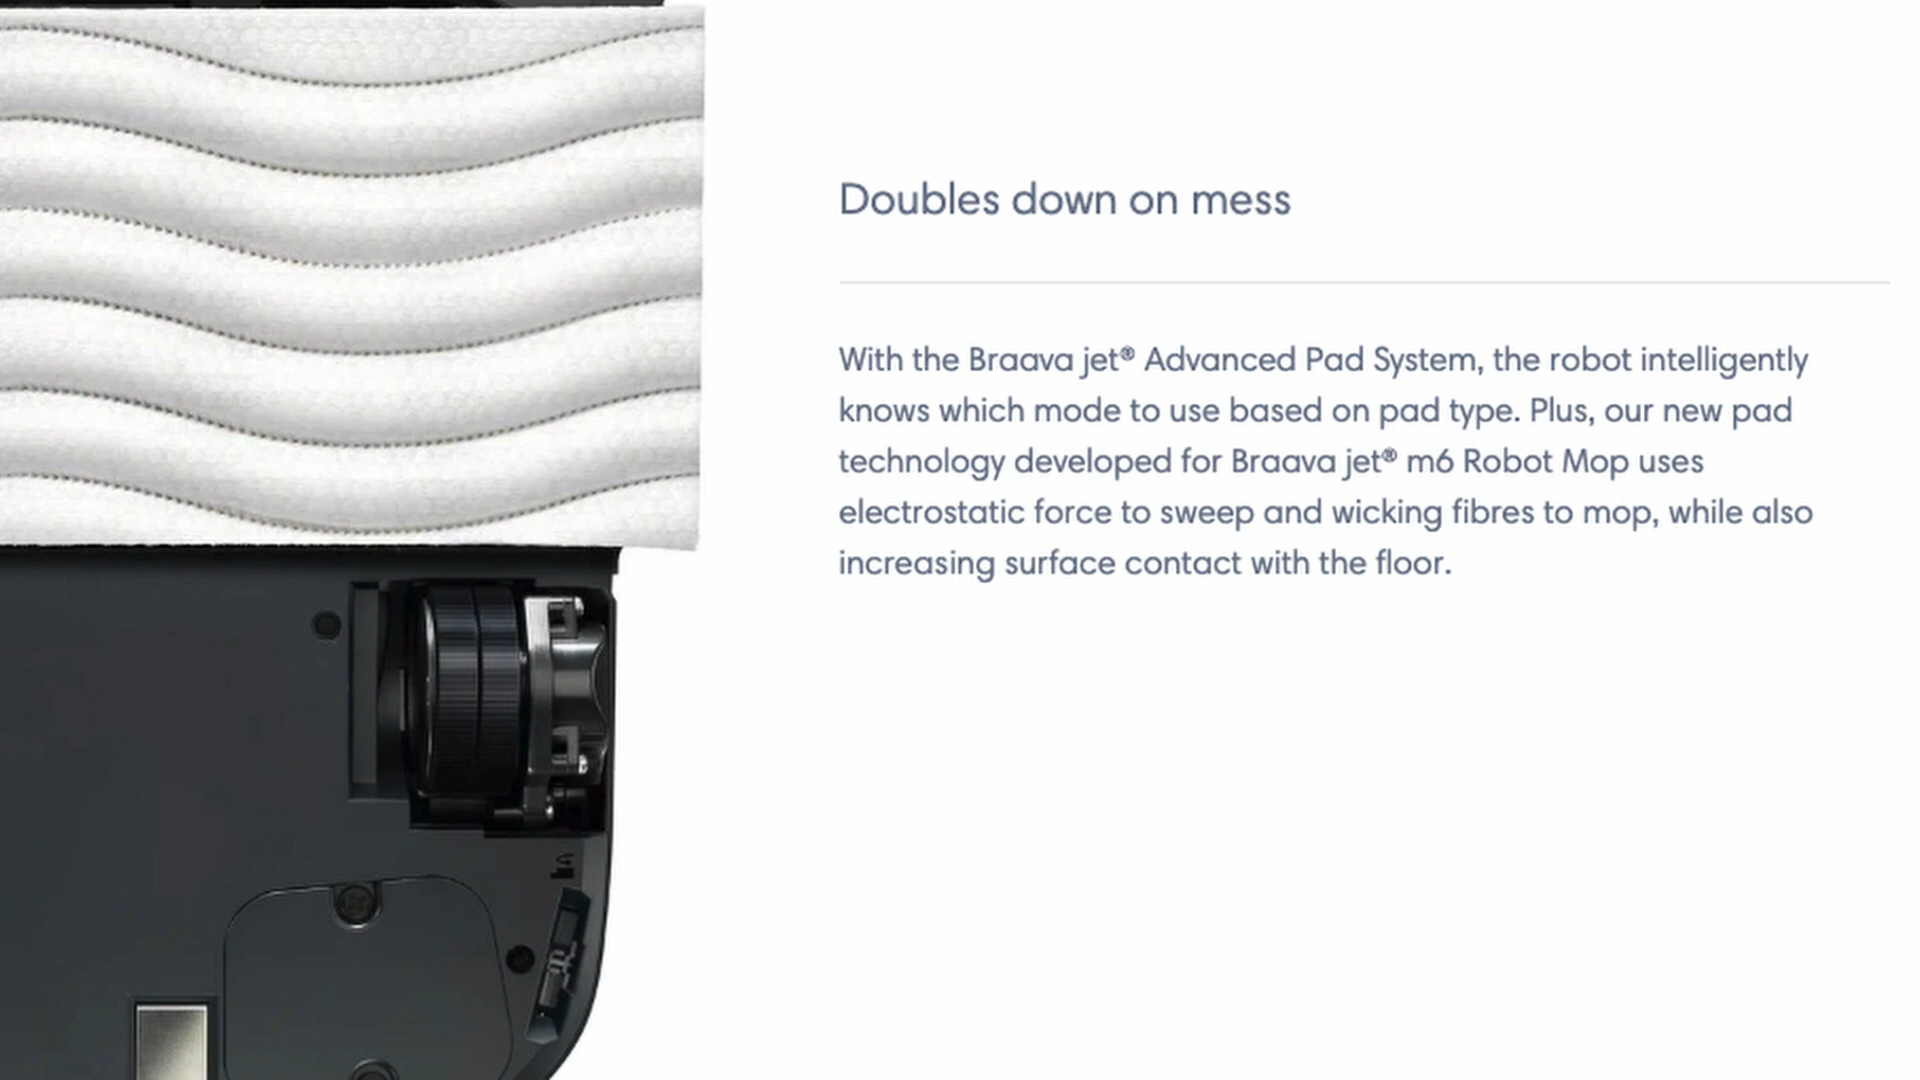 Doubles down on mess
With the Braava jet® Advanced Pad System, the robot intelligently
knows which mode to use based on pad type. Plus, our new pad
technology developed for Braava jet® m6 Robot Mop uses
electrostatic force to sweep and wicking fibres to mop, while also
increasing surface contact with the floor.